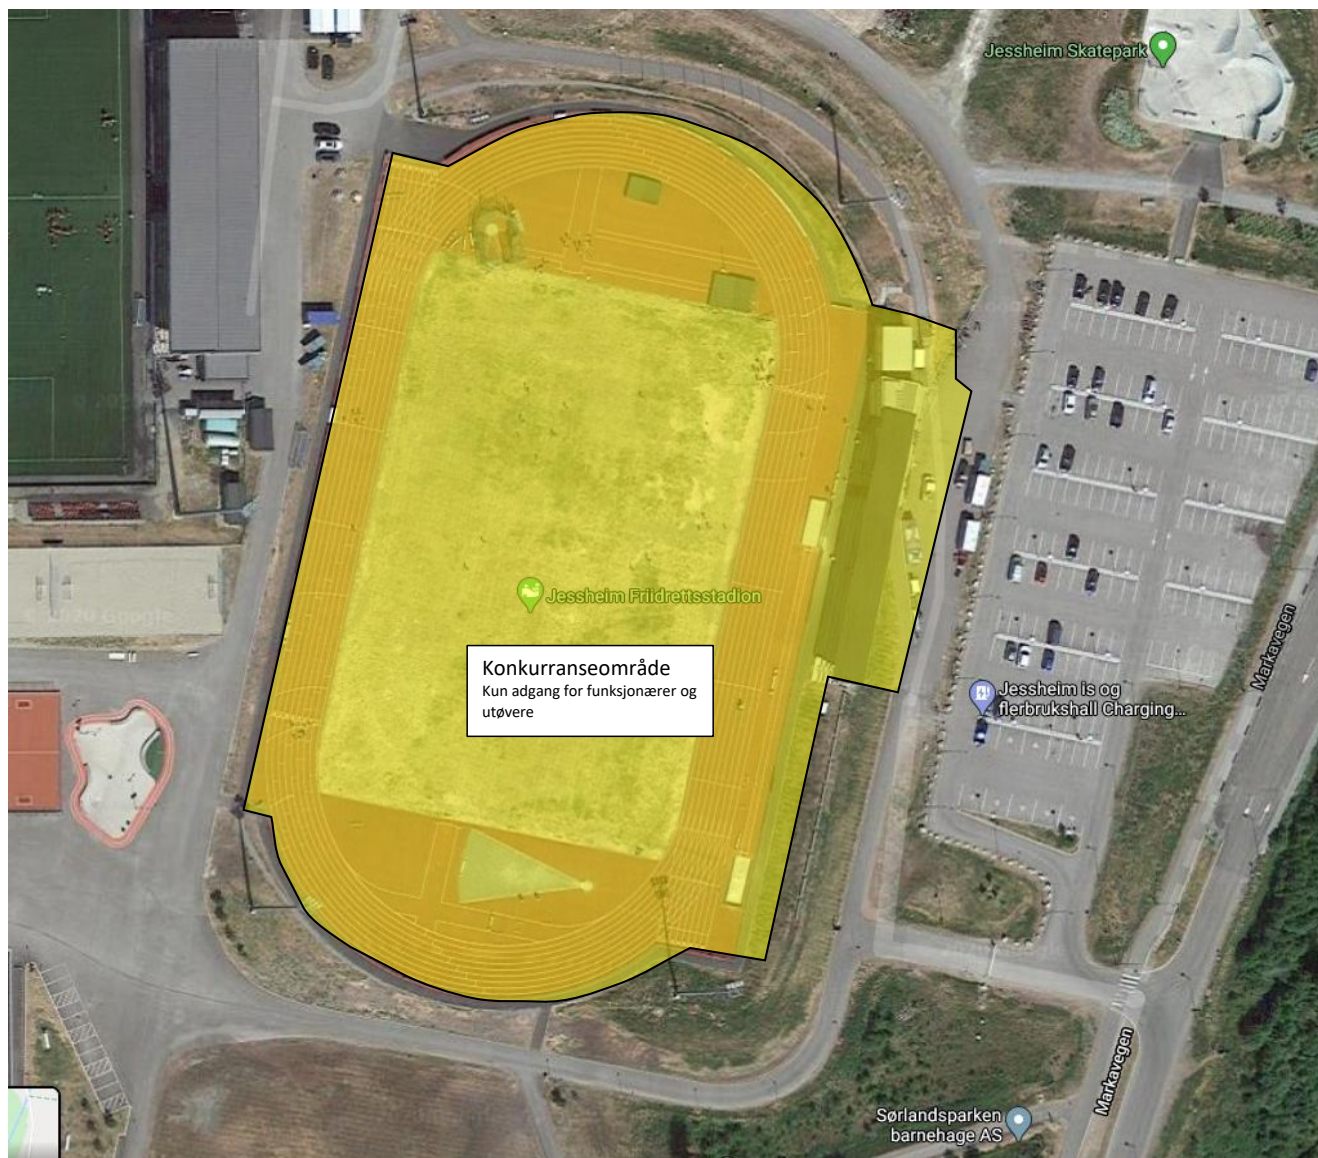 Jessheim Skatepark
Jessheim Friidrettsstadion
Konkurranseområde
Kun adgang for funksjonærer og
utøvere
Markavegen
Jessheim is og
flerbrukshall Charging...
Markavegen
Sørlandsparken
barnehage AS